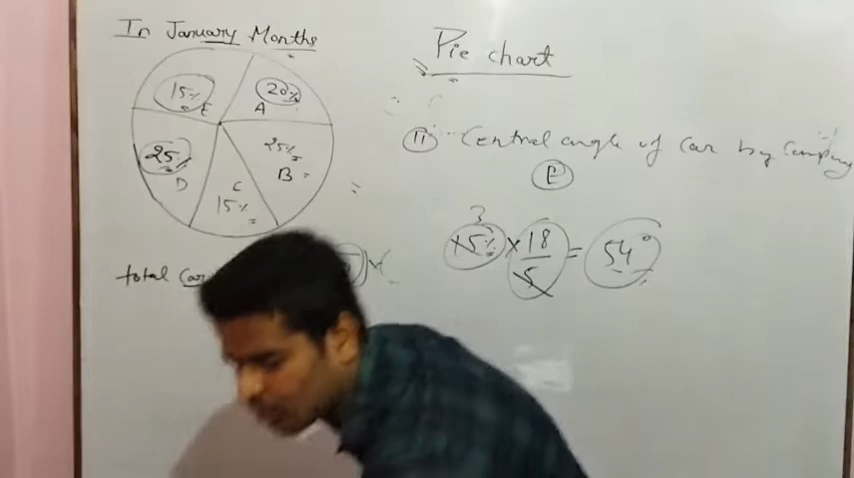 In January Months
Pie chart
15%
E
20%
A
25%
D
25%
B
C
15%
(II) Central angle of car by Company
(E)
3
15% × 18/5 = 54°
total car